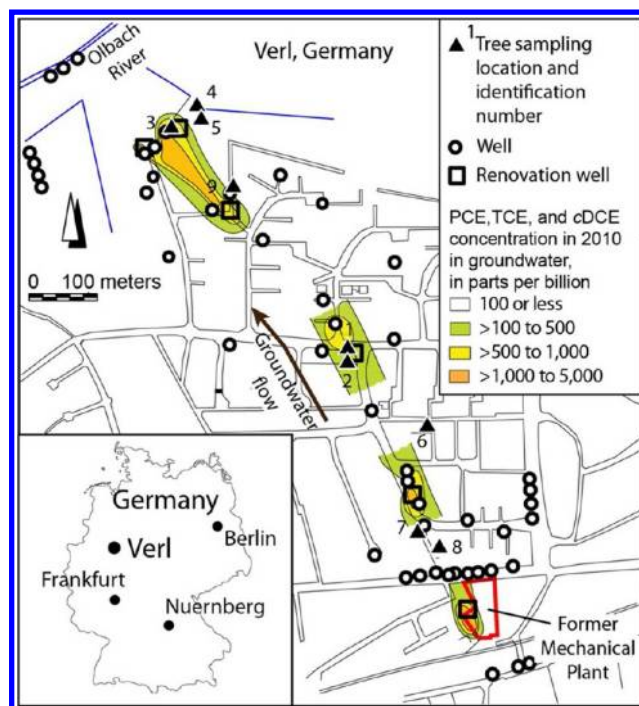 Verl, Germany
Olbach
River
1
Tree sampling
location and
identification
number
Well
Renovation well
PCE,TCE, and cDCE
concentration in 2010
in groundwater,
in parts per billion
100 or less
>100 to 500
>500 to 1,000
>1,000 to 5,000
4
3
5
9
0 100 meters
1
2
Groundwater
flow
6
7
8
Former
Mechanical
Plant
Germany
Berlin
Verl
Frankfurt
Nuernberg